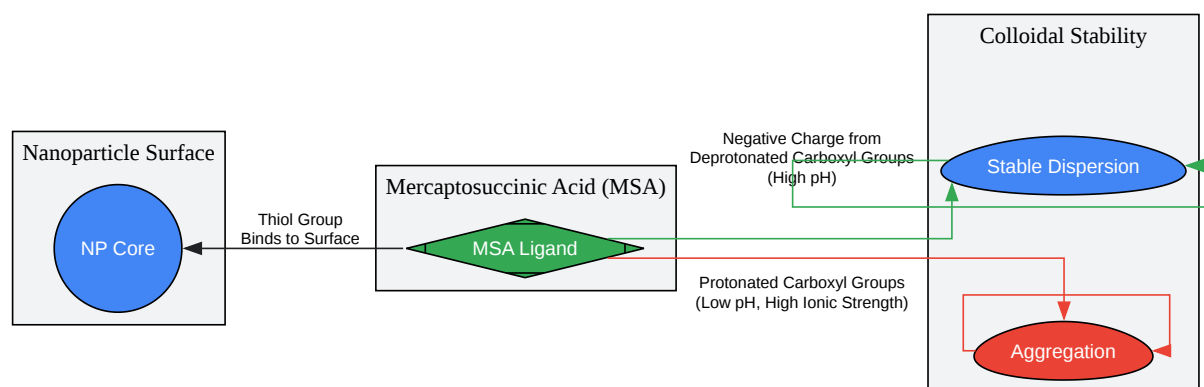 Colloidal Stability
Nanoparticle Surface
NP Core
Thiol Group
Binds to Surface
Mercaptosuccinic Acid (MSA)
MSA Ligand
Negative Charge from
Deprotonated Carboxyl Groups
(High pH)
Stable Dispersion
Protonated Carboxyl Groups
(Low pH, High Ionic Strength)
Aggregation